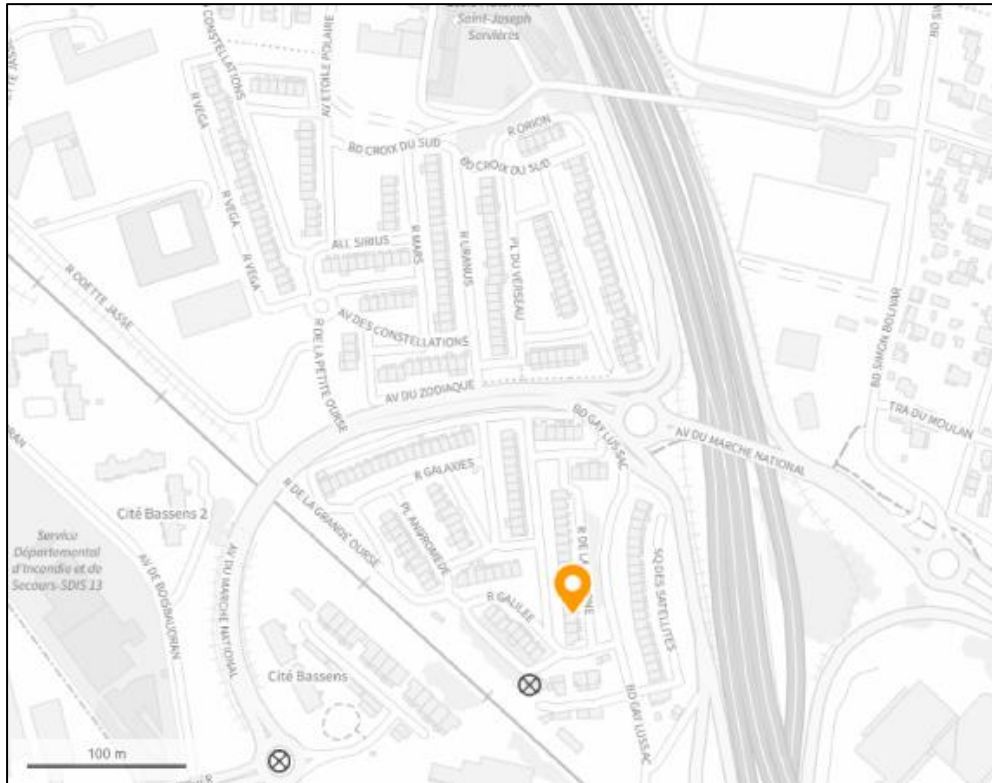 Saint-Joseph
Servières
CONSTELLATIONS
AV ETOILE POLAIRE
R VEGA
R ORION
BD CROIX DU SUD
BD CROIX DU SUD
R VEGA
ALL SIRIUS
R MARS
R URANUS
PL DU VERSEAU
R VEGA
R ODETTE JASSE
AV DES CONSTELLATIONS
R DE LA PETITE OURSE
BD SIMON BOLIVAR
AV DU ZODIAQUE
BD GAY LUSSAC
TRA DU MOULAN
AV DU MARCHE NATIONAL
R GALAXIES
R DE LA GRANDE OURSE
Cité Bassens 2
Service
Départemental
d'Incendie et de
Secours-SDIS 13
R DE LA
SQ DES SATELLITES
R GALILEE
AV DE BOISBAUDRAN
AV DU MARCHE NATIONAL
Cité Bassens
BD GAY LUSSAC
100 m